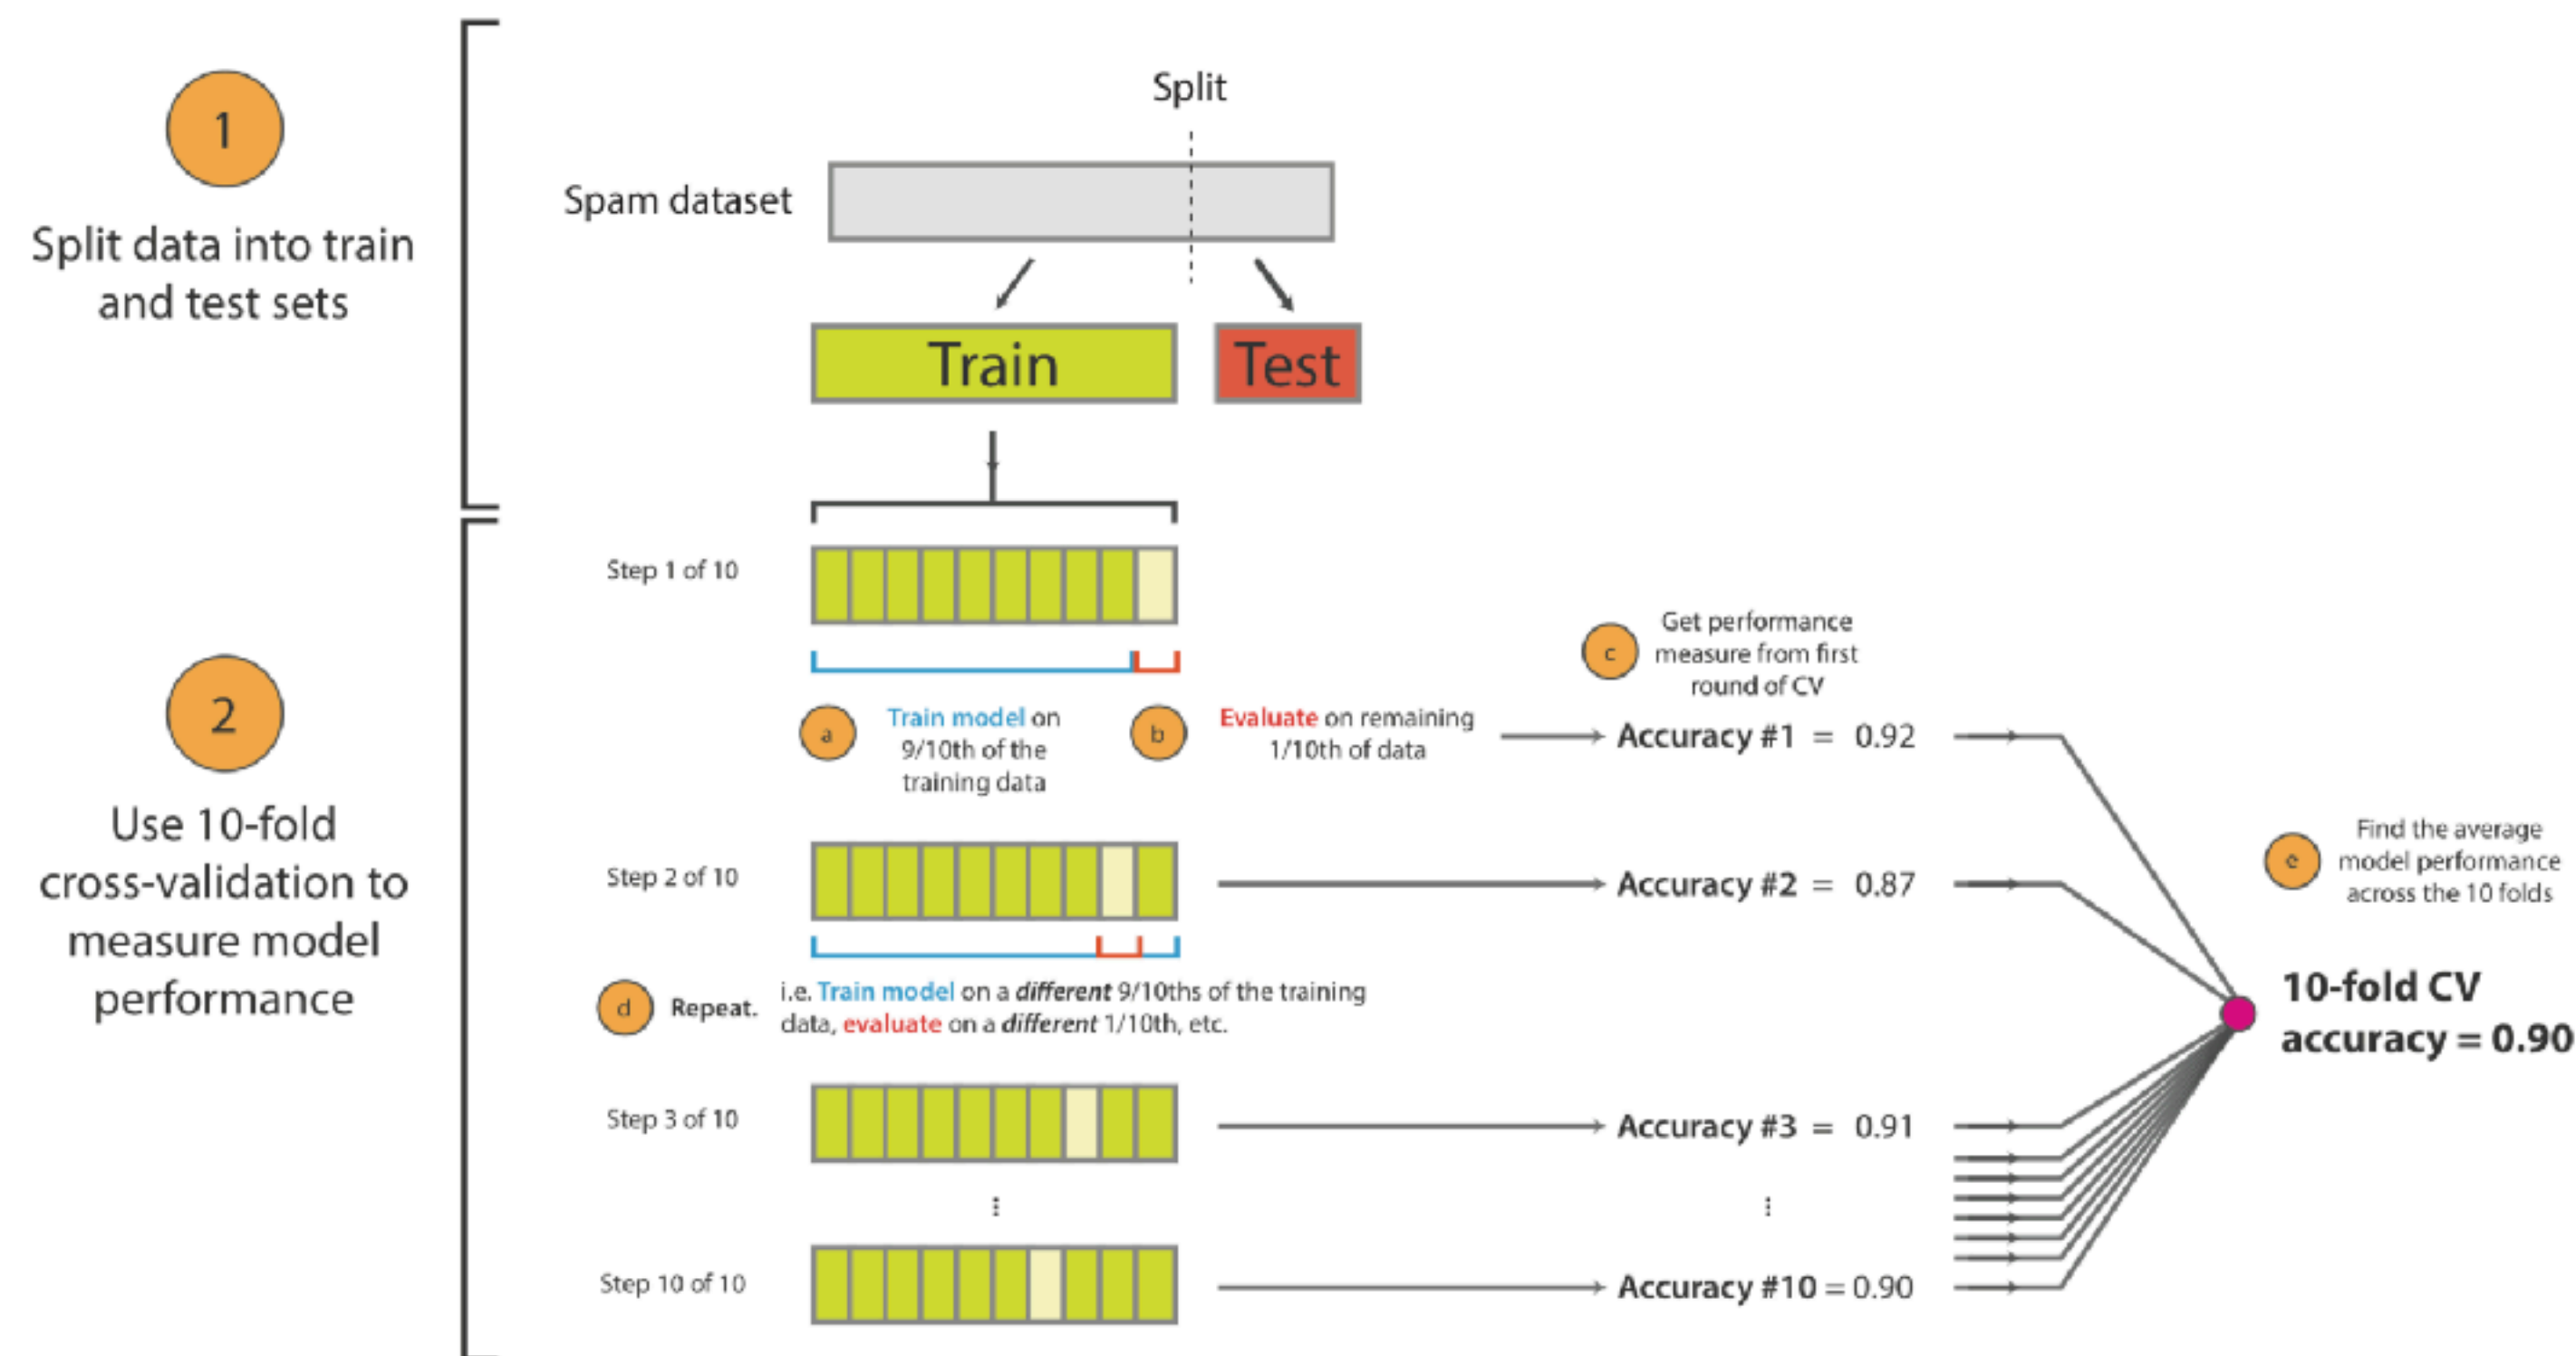 1
Split data into train
and test sets
Split
Spam dataset
Train
Test
2
Use 10-fold
cross-validation to
measure model
performance
Step 1 of 10
a
Train model on
9/10th of the
training data
b
Evaluate on remaining
1/10th of data
c
Get performance
measure from first
round of CV
Accuracy #1 = 0.92
Step 2 of 10
Accuracy #2 = 0.87
d
Repeat.
i.e. Train model on a different 9/10ths of the training
data, evaluate on a different 1/10th, etc.
Step 3 of 10
Accuracy #3 = 0.91
⋮
⋮
Step 10 of 10
Accuracy #10 = 0.90
e
Find the average
model performance
across the 10 folds
10-fold CV
accuracy = 0.90